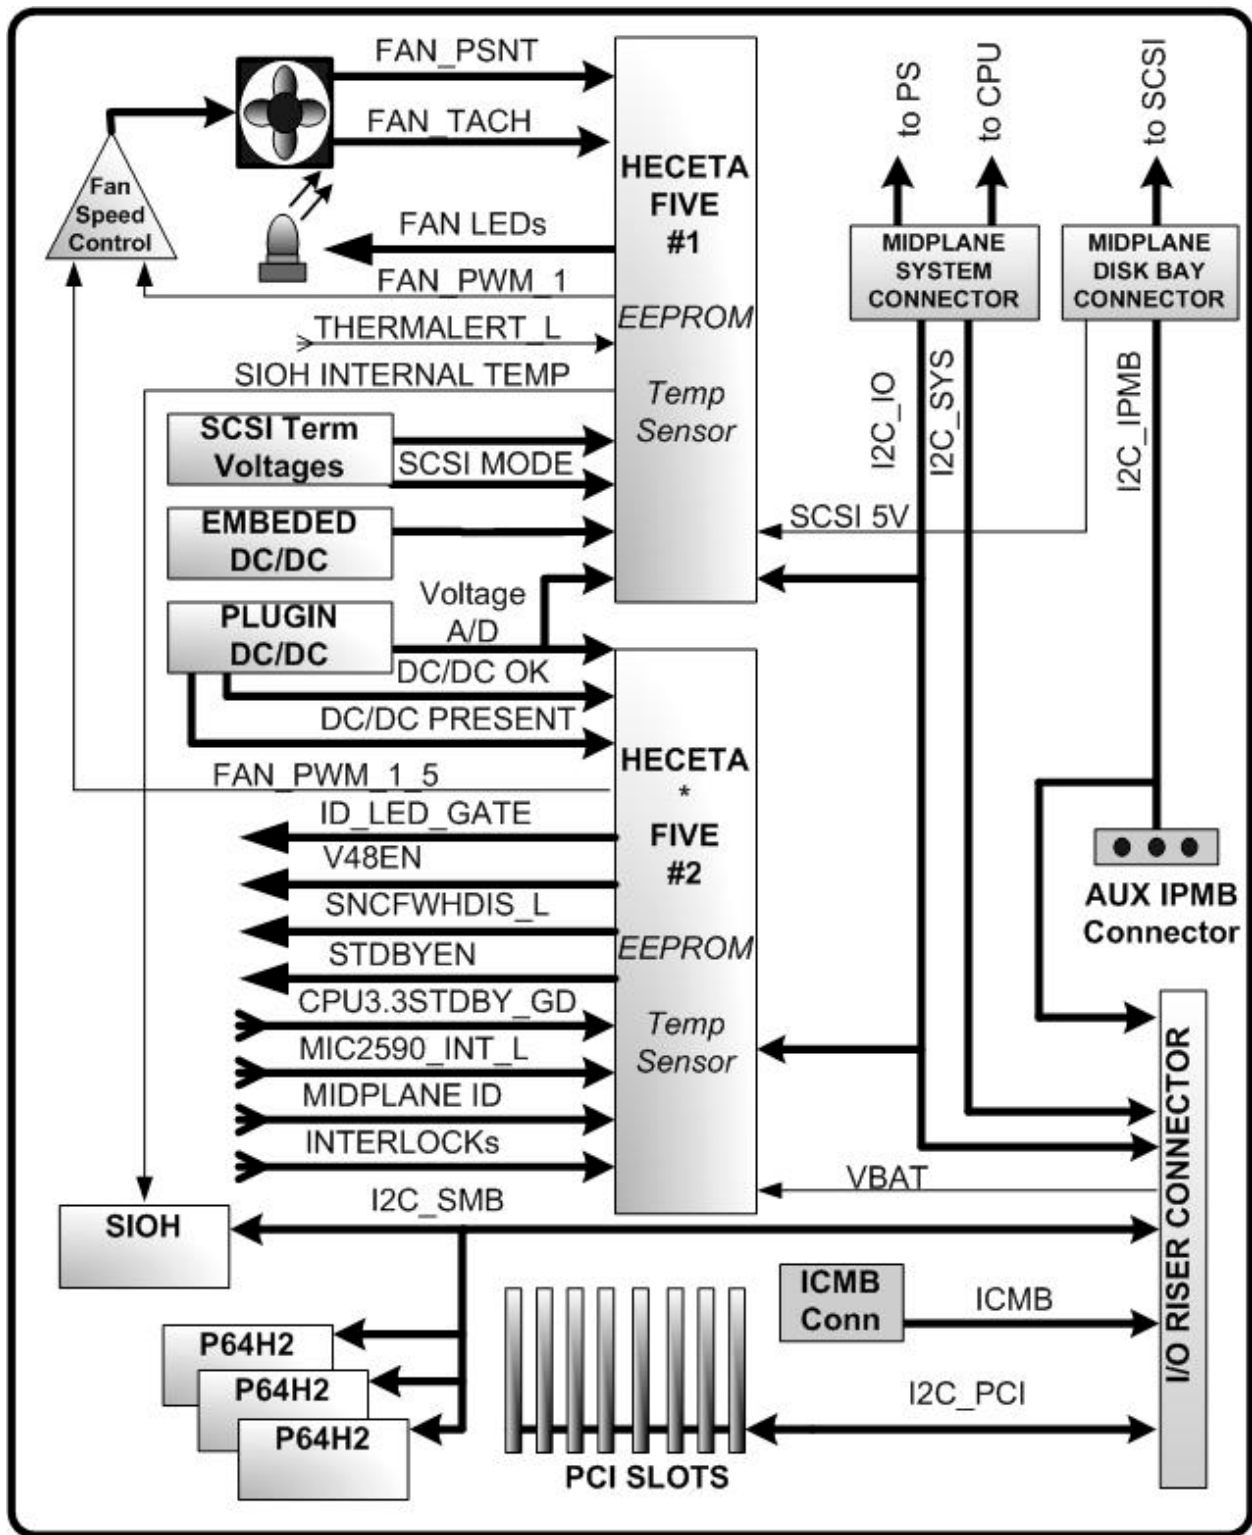 FAN_PSNT
FAN_TACH
Fan
Speed
Control
FAN LEDs
FAN_PWM_1
THERMALERT_L
SIOH INTERNAL TEMP
HECETA
FIVE
#1
EEPROM
Temp
Sensor
to PS
to CPU
to SCSI
MIDPLANE
SYSTEM
CONNECTOR
MIDPLANE
DISK BAY
CONNECTOR
I2C_IO
I2C_SYS
I2C_IPMB
SCSI Term
Voltages
SCSI MODE
SCSI 5V
EMBEDED
DC/DC
PLUGIN
DC/DC
Voltage
A/D
DC/DC OK
DC/DC PRESENT
FAN_PWM_1_5
ID_LED_GATE
V48EN
SNCFWHDIS_L
STDBYEN
CPU3.3STDBY_GD
MIC2590_INT_L
MIDPLANE ID
INTERLOCKs
HECETA
*
FIVE
#2
EEPROM
Temp
Sensor
AUX IPMB
Connector
VBAT
I2C_SMB
SIOH
P64H2
P64H2
P64H2
PCI SLOTS
ICMB
Conn
ICMB
I2C_PCI
I/O RISER CONNECTOR